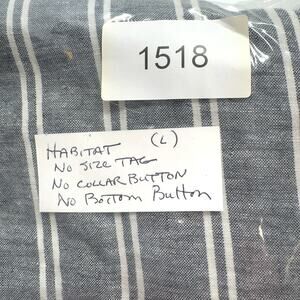 1518
HABITAT (L)
NO SIZE TAG
NO COLLAR BUTTON
NO BOTTOM BUTTON